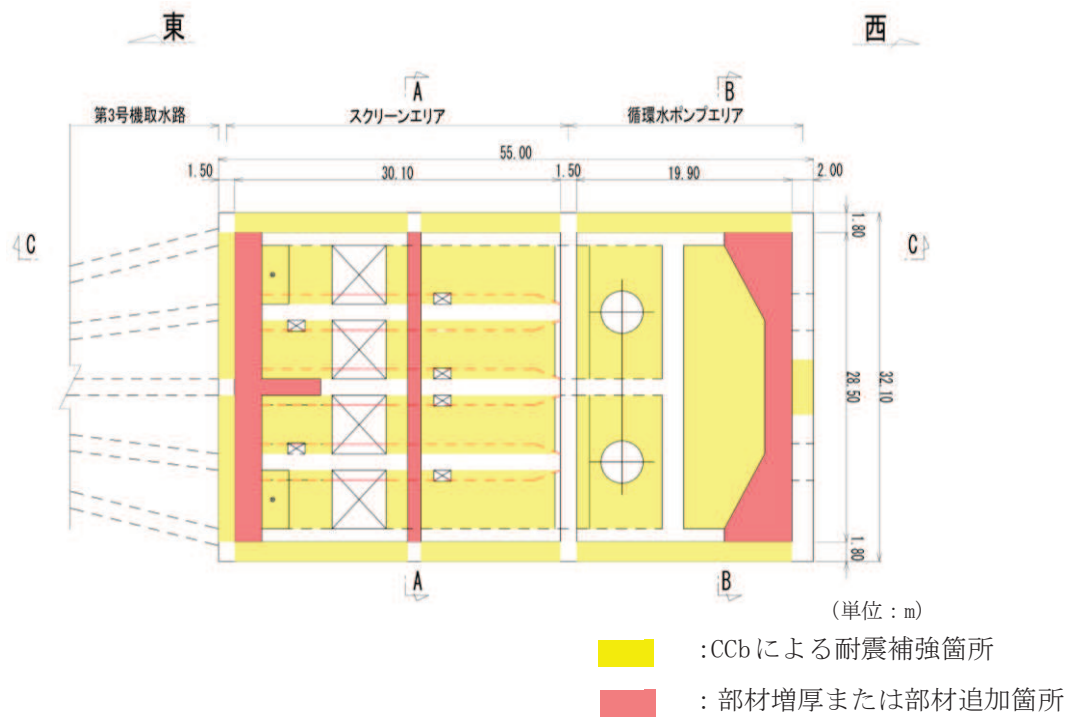 東
西
A
B
第3号機取水路
スクリーンエリア
循環水ポンプエリア
55.00
1.50
30.10
1.50
19.90
2.00
C
C
1.80
28.50
32.10
1.80
A
B
(単位：m)
:CCbによる耐震補強箇所
：部材増厚または部材追加箇所